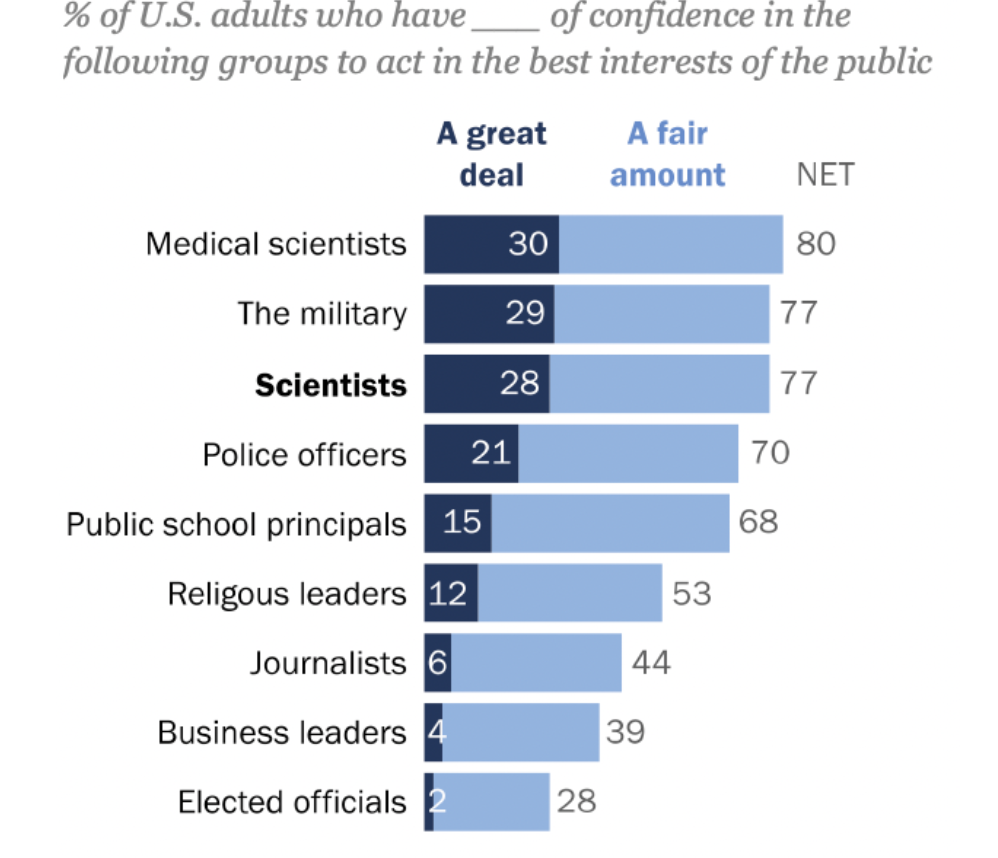 % of U.S. adults who have ___ of confidence in the
following groups to act in the best interests of the public
A great deal
A fair amount
NET
Medical scientists 30 80
The military 29 77
Scientists 28 77
Police officers 21 70
Public school principals 15 68
Religous leaders 12 53
Journalists 6 44
Business leaders 4 39
Elected officials 2 28